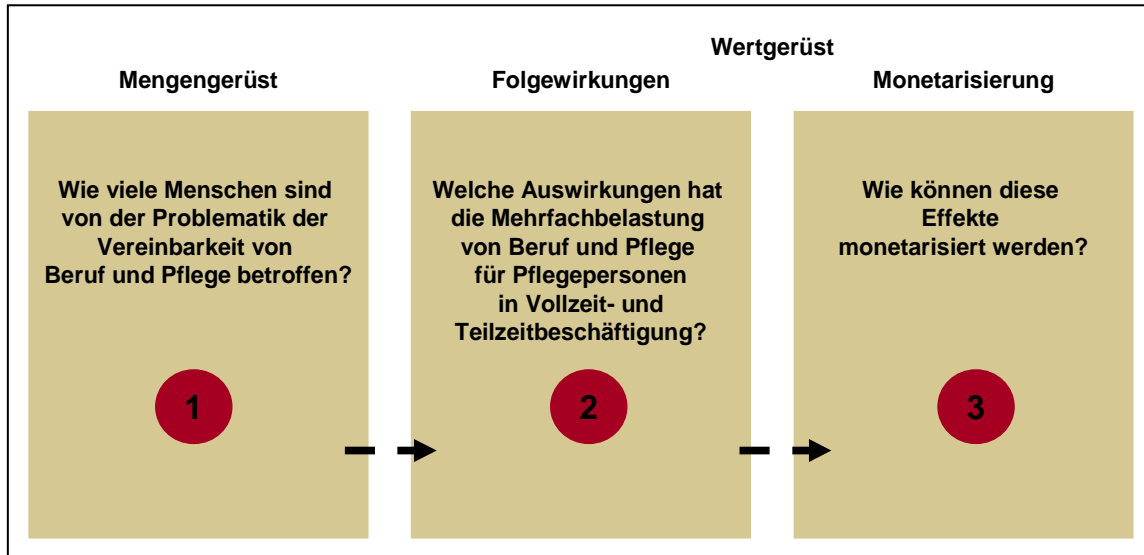 Wertgerüst
Mengengerüst
Folgewirkungen
Monetarisierung
Wie viele Menschen sind
von der Problematik der
Vereinbarkeit von
Beruf und Pflege betroffen?
1
Welche Auswirkungen hat
die Mehrfachbelastung
von Beruf und Pflege
für Pflegepersonen
in Vollzeit- und
Teilzeitbeschäftigung?
2
Wie können diese
Effekte
monetarisiert werden?
3